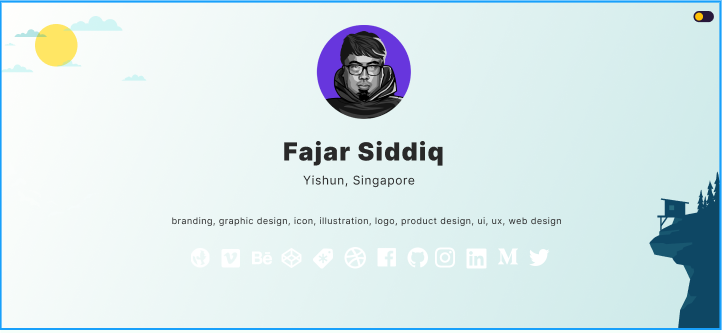 Fajar Siddiq
Yishun, Singapore
branding, graphic design, icon, illustration, logo, product design, ui, ux, web design